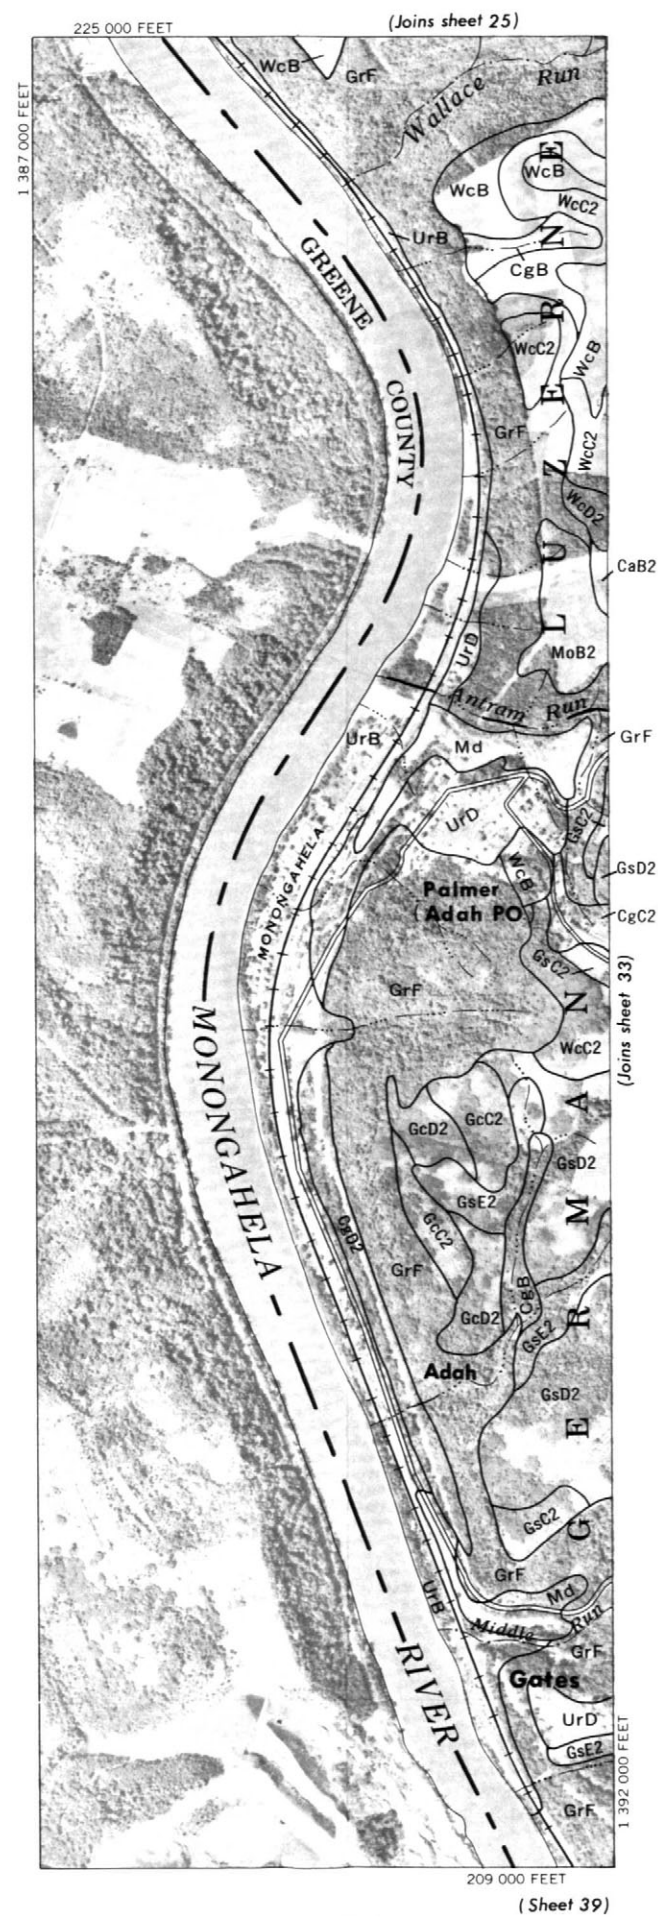 225 000 FEET
(Joins sheet 25)
1 387 000 FEET
WcB
GrF
Wallace Run
WcB
WcB
WcC2
UrB
CgB
GREENE COUNTY
WcC2
WcB
GrF
WcC2
WcD2
CaB2
LUZERNE
MoB2
UrD
Antram Run
UrB
Md
GrF
UrD
GsC2
MONONGAHELA
WcB
GsD2
Palmer
(Adah PO
CgC2
GsC2
GrF
(Joins sheet 33)
WcC2
MONONGAHELA RIVER
GcD2
GcC2
GsD2
GsE2
GcC2
CgD2
GrF
CgB
GcD2
GsE2
Adah
GsD2
GERMAN
GsC2
GrF
UrB
Md
Middle Run
GrF
Gates
UrD
GsE2
1 392 000 FEET
GrF
209 000 FEET
(Sheet 39)